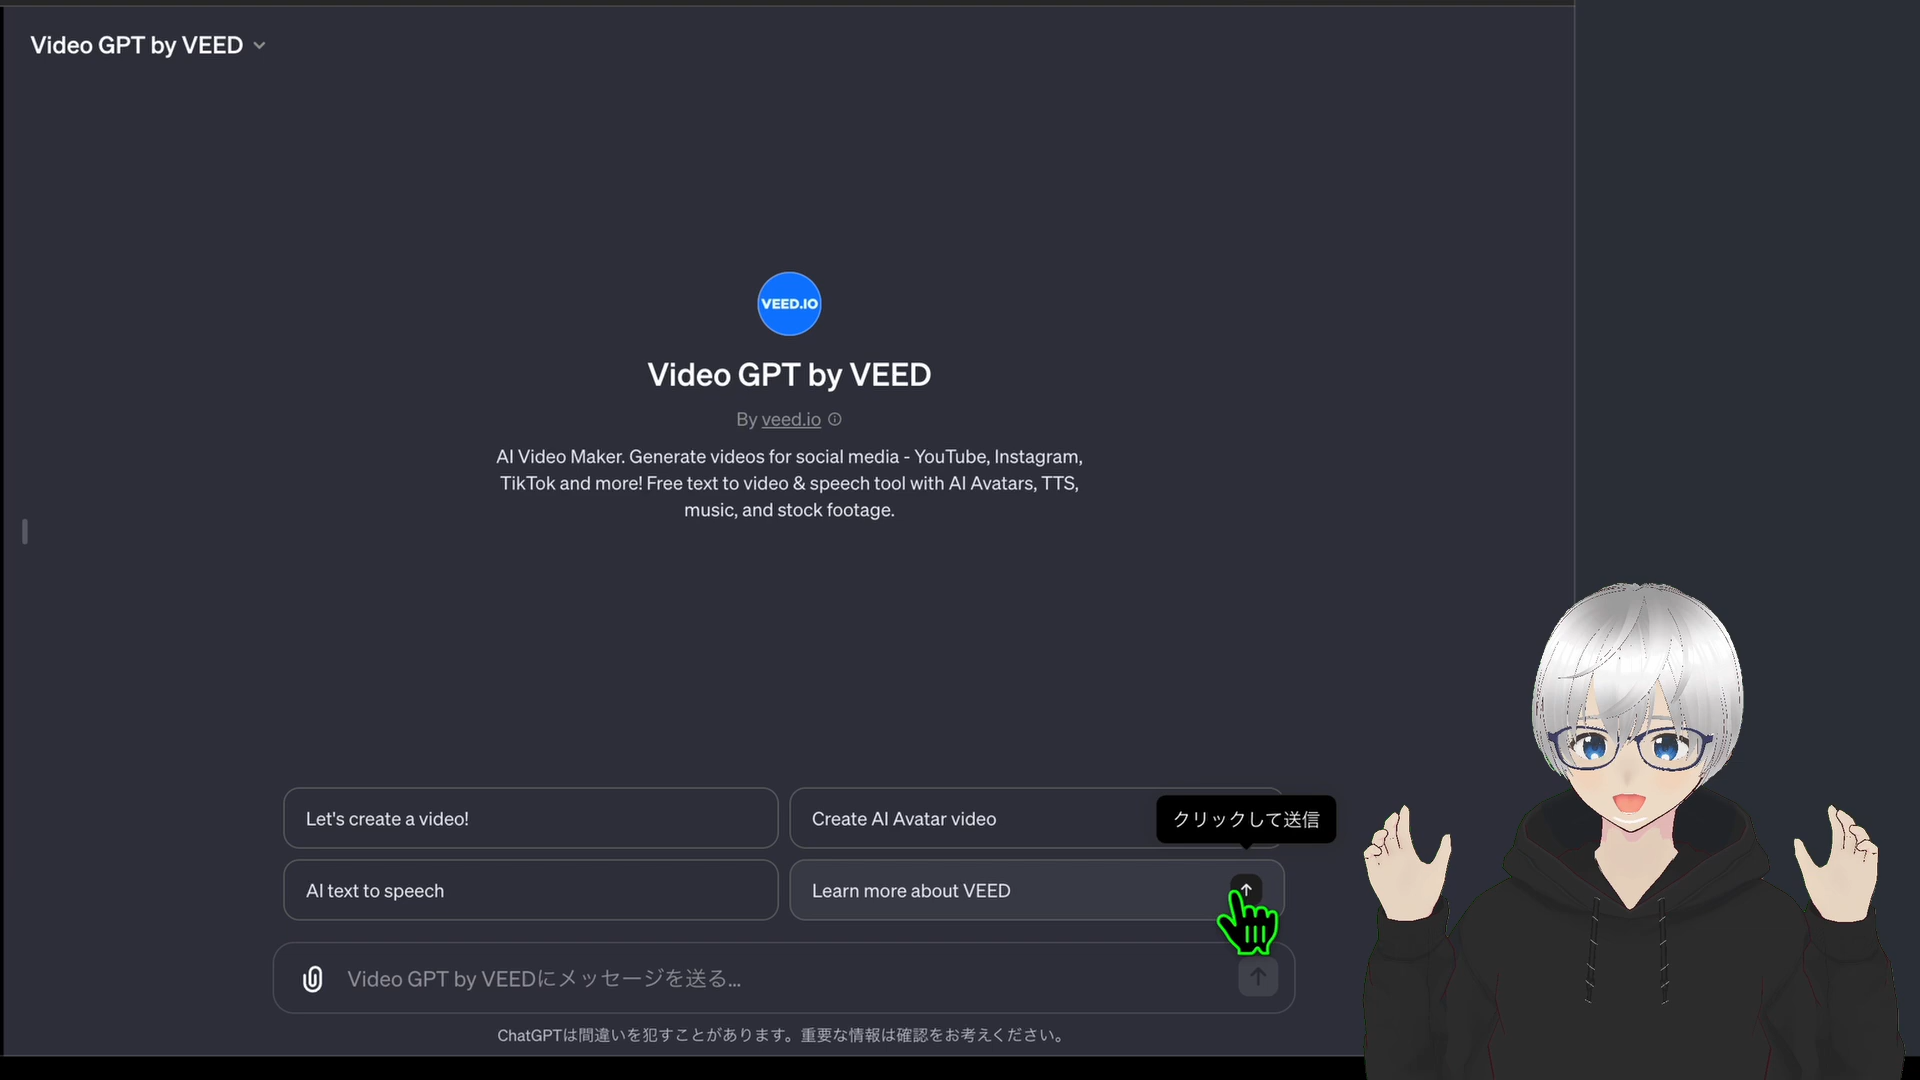 Video GPT by VEED
VEED.IO
Video GPT by VEED
By veed.io
AI Video Maker. Generate videos for social media - YouTube, Instagram,
TikTok and more! Free text to video & speech tool with AI Avatars, TTS,
music, and stock footage.
Let's create a video!
Create AI Avatar video
クリックして送信
AI text to speech
Learn more about VEED
Video GPT by VEEDにメッセージを送る...
ChatGPTは間違いを犯すことがあります。重要な情報は確認をお考えください。